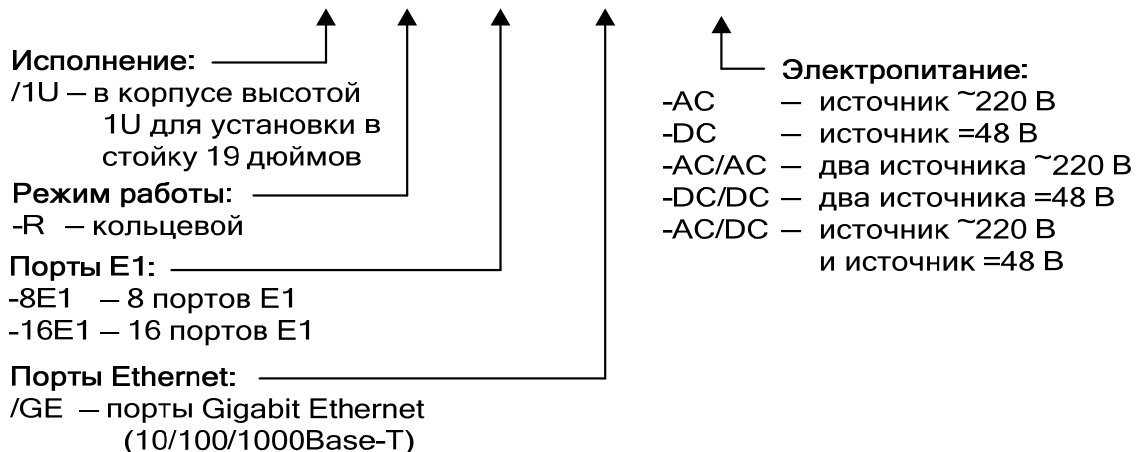 Исполнение:
/1U – в корпусе высотой
1U для установки в
стойку 19 дюймов
Режим работы:
-R – кольцевой
Порты E1:
-8E1 – 8 портов E1
-16E1 – 16 портов E1
Порты Ethernet:
/GE – порты Gigabit Ethernet
(10/100/1000Base-T)
Электропитание:
-AC – источник ~220 В
-DC – источник =48 В
-AC/AC – два источника ~220 В
-DC/DC – два источника =48 В
-AC/DC – источник ~220 В
и источник =48 В